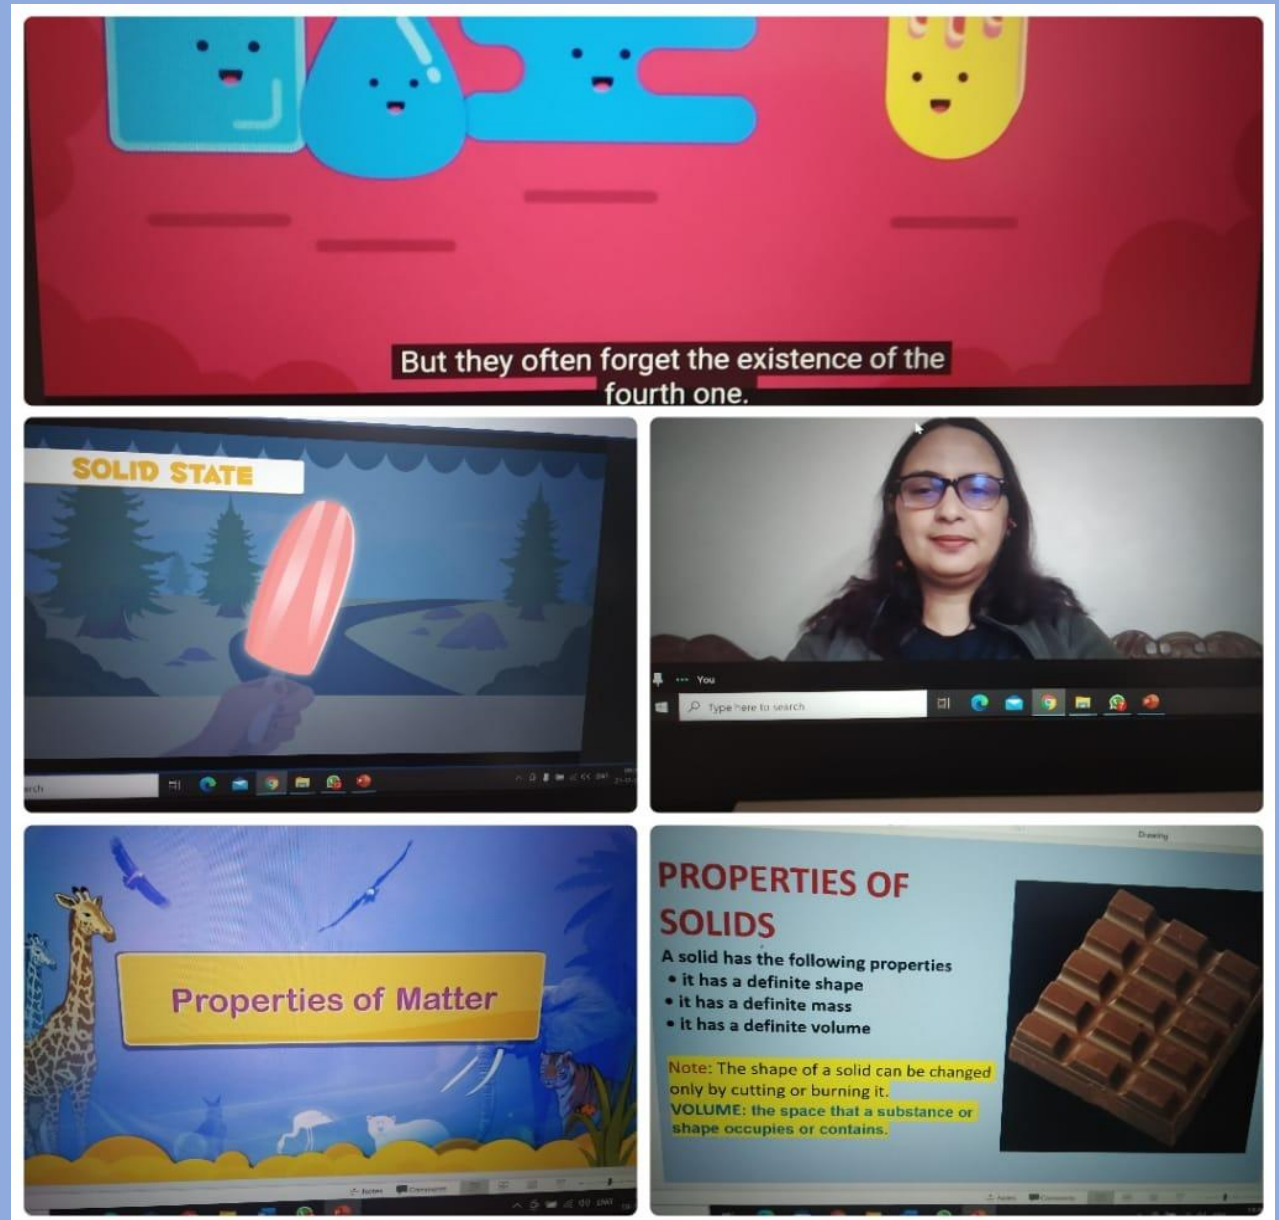 But they often forget the existence of the
fourth one.
SOLID STATE
You
Type here to search
Properties of Matter
Notes
Comments
Drawing
PROPERTIES OF
SOLIDS
A solid has the following properties
• it has a definite shape
• it has a definite mass
• it has a definite volume
Note: The shape of a solid can be changed
only by cutting or burning it.
VOLUME: the space that a substance or
shape occupies or contains.